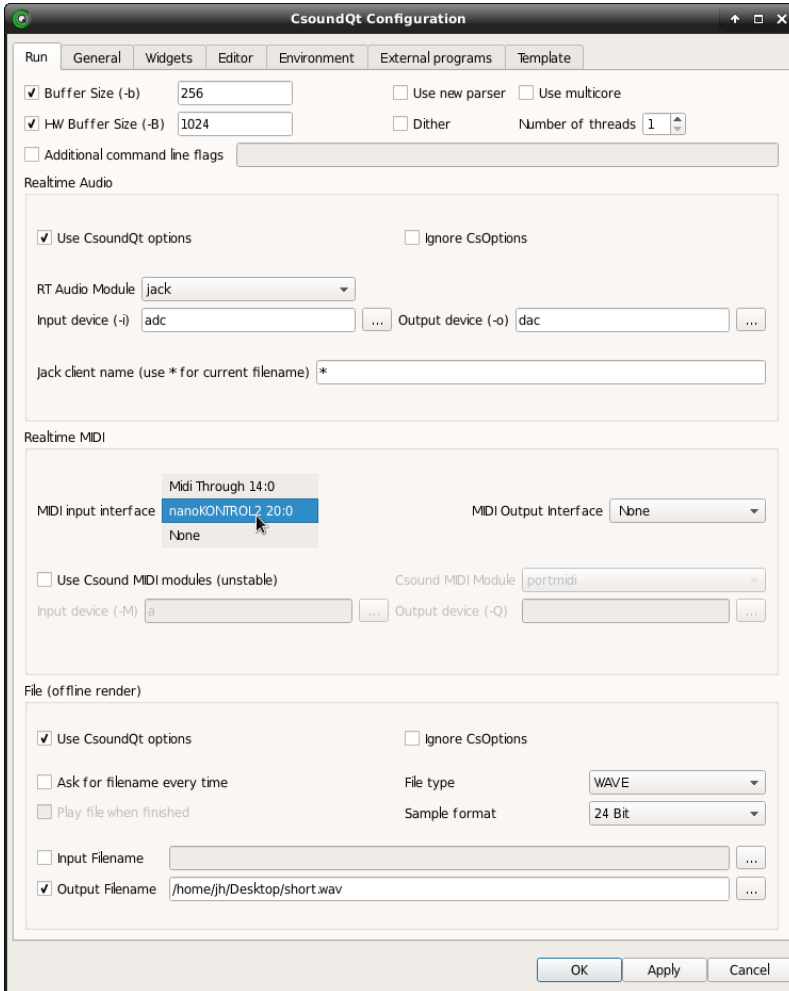 CsoundQt Configuration
Run General Widgets Editor Environment External programs Template
Buffer Size (-b) 256 Use new parser Use multicore
HW Buffer Size (-B) 1024 Dither Number of threads 1
Additional command line flags
Realtime Audio
Use CsoundQt options Ignore CsOptions
RT Audio Module jack
Input device (-i) adc ... Output device (-o) dac ...
Jack client name (use * for current filename) *
Realtime MIDI
Midi Through 14:0
MIDI input interface nanoKONTROL2 20:0 MIDI Output Interface None
None
Use Csound MIDI modules (unstable) Csound MIDI Module portmidi
Input device (-M) a ... Output device (-Q) ...
File (offline render)
Use CsoundQt options Ignore CsOptions
Ask for filename every time File type WAVE
Play file when finished Sample format 24 Bit
Input Filename ...
Output Filename /home/jh/Desktop/short.wav ...
OK Apply Cancel